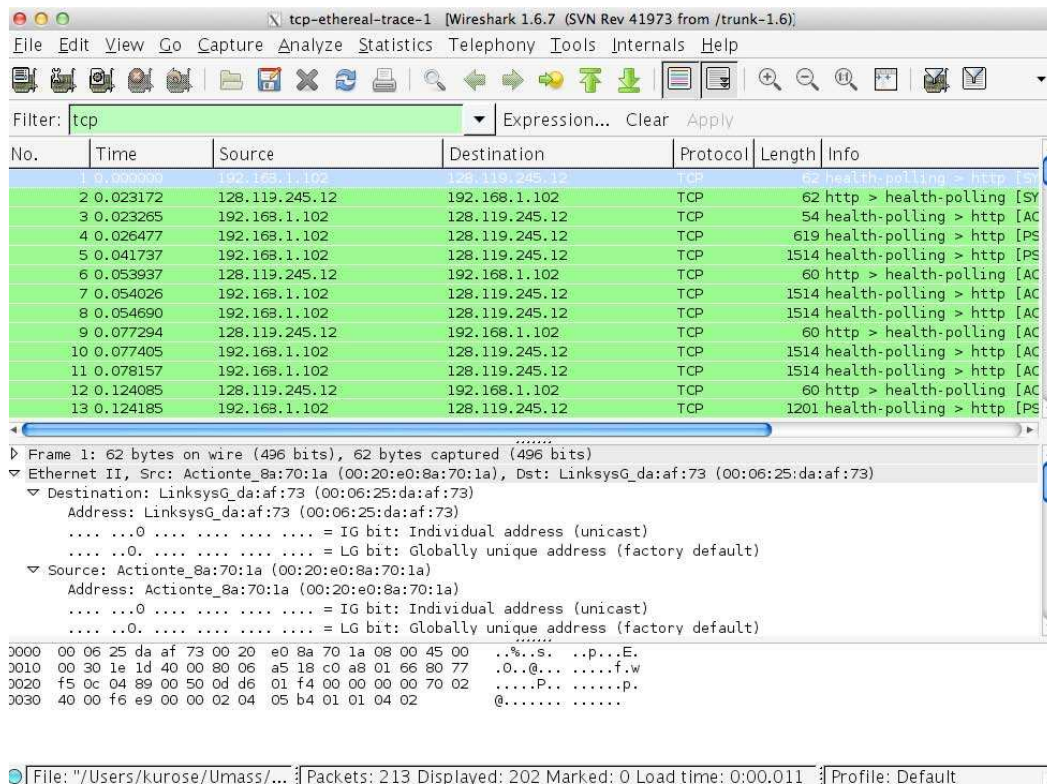 tcp-ethereal-trace-1 [Wireshark 1.6.7 (SVN Rev 41973 from /trunk-1.6)]
File Edit View Go Capture Analyze Statistics Telephony Tools Internals Help
Filter: tcp Expression... Clear Apply
No. Time Source Destination Protocol Length Info
1 0.000000 192.168.1.102 128.119.245.12 TCP 62 health-polling > http [SY
2 0.023172 128.119.245.12 192.168.1.102 TCP 62 http > health-polling [SY
3 0.023265 192.168.1.102 128.119.245.12 TCP 54 health-polling > http [AC
4 0.026477 192.168.1.102 128.119.245.12 TCP 619 health-polling > http [PS
5 0.041737 192.168.1.102 128.119.245.12 TCP 1514 health-polling > http [PS
6 0.053937 128.119.245.12 192.168.1.102 TCP 60 http > health-polling [AC
7 0.054026 192.168.1.102 128.119.245.12 TCP 1514 health-polling > http [AC
8 0.054690 192.168.1.102 128.119.245.12 TCP 1514 health-polling > http [AC
9 0.077294 128.119.245.12 192.168.1.102 TCP 60 http > health-polling [AC
10 0.077405 192.168.1.102 128.119.245.12 TCP 1514 health-polling > http [AC
11 0.078157 192.168.1.102 128.119.245.12 TCP 1514 health-polling > http [AC
12 0.124085 128.119.245.12 192.168.1.102 TCP 60 http > health-polling [AC
13 0.124185 192.168.1.102 128.119.245.12 TCP 1201 health-polling > http [PS
Frame 1: 62 bytes on wire (496 bits), 62 bytes captured (496 bits)
Ethernet II, Src: Actionte_8a:70:1a (00:20:e0:8a:70:1a), Dst: LinksysG_da:af:73 (00:06:25:da:af:73)
Destination: LinksysG_da:af:73 (00:06:25:da:af:73)
Address: LinksysG_da:af:73 (00:06:25:da:af:73)
.... ...0 .... .... .... .... = IG bit: Individual address (unicast)
.... ..0. .... .... .... .... = LG bit: Globally unique address (factory default)
Source: Actionte_8a:70:1a (00:20:e0:8a:70:1a)
Address: Actionte_8a:70:1a (00:20:e0:8a:70:1a)
.... ...0 .... .... .... .... = IG bit: Individual address (unicast)
.... ..0. .... .... .... .... = LG bit: Globally unique address (factory default)
0000 00 06 25 da af 73 00 20 e0 8a 70 1a 08 00 45 00 ..%..s. ..p...E.
0010 00 30 1e 1d 40 00 80 06 a5 18 c0 a8 01 66 80 77 .0..@... .....f.w
0020 f5 0c 04 89 00 50 0d d6 01 f4 00 00 00 00 70 02 .....P.. ......p.
0030 40 00 f6 e9 00 00 02 04 05 b4 01 01 04 02 @....... ......
File: "/Users/kurose/Umass/... Packets: 213 Displayed: 202 Marked: 0 Load time: 0:00.011 Profile: Default